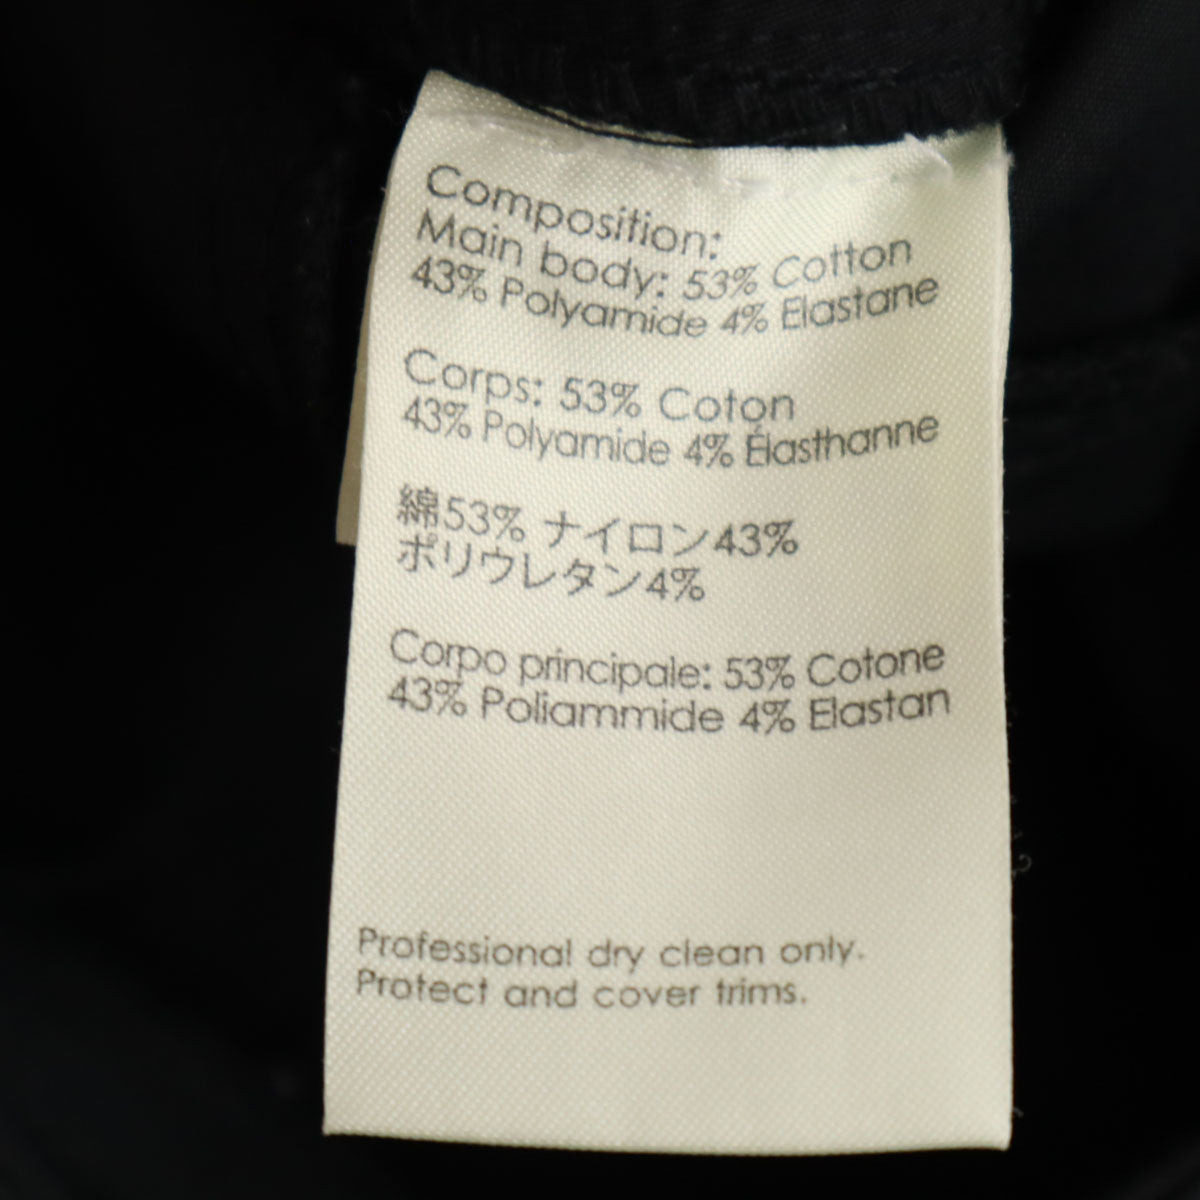 Composition:
Main body: 53% Cotton
43% Polyamide 4% Elastane
Corps: 53% Coton
43% Polyamide 4% Élasthanne
綿53% ナイロン43%
ポリウレタン4%
Corpo principale: 53% Cotone
43% Poliammide 4% Elastan
Professional dry clean only.
Protect and cover trims.